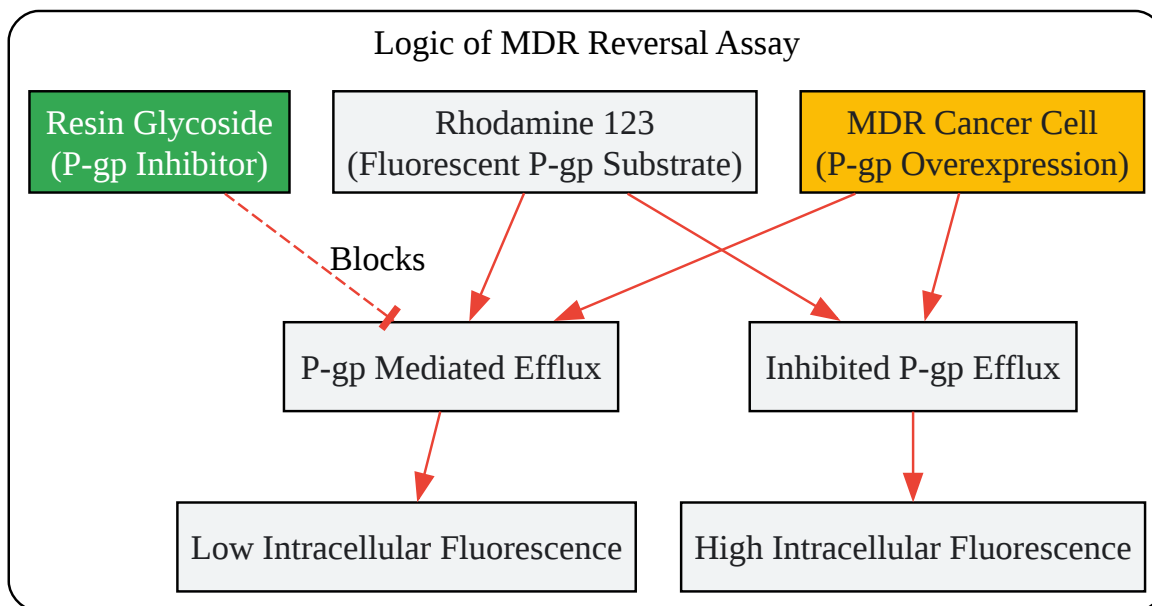 Logic of MDR Reversal Assay
Resin Glycoside
(P-gp Inhibitor)
Rhodamine 123
(Fluorescent P-gp Substrate)
MDR Cancer Cell
(P-gp Overexpression)
Blocks
P-gp Mediated Efflux
Inhibited P-gp Efflux
Low Intracellular Fluorescence
High Intracellular Fluorescence